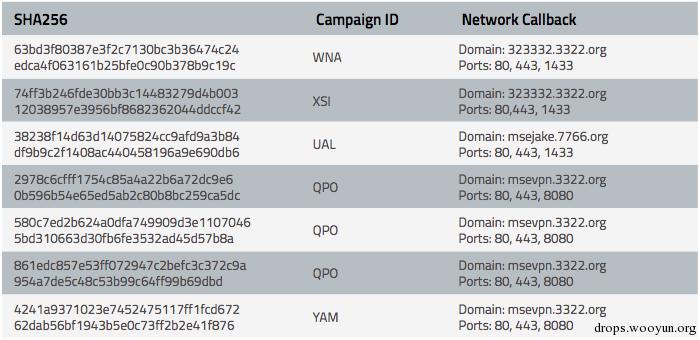 SHA256 Campaign ID Network Callback
63bd3f80387e3f2c7130bc3b36474c24
edca4f063161b25bfe0c90b378b9c19c
WNA
Domain: 323332.3322.org
Ports: 80, 443, 1433
74ff3b246fde30bb3c14483279d4b003
12038957e3956bf8682362044ddccf42
XSI
Domain: 323332.3322.org
Ports: 80,443, 1433
38238f14d63d14075824cc9afd9a3b84
df9b9c2f1408ac440458196a9e690db6
UAL
Domain: msejake.7766.org
Ports: 80, 443, 1433
2978c6cfff1754c85a4a22b6a72dc9e6
0b596b54e65ed5ab2c80b8bc259ca5dc
QPO
Domain: msevpn.3322.org
Ports: 80, 443, 8080
580c7ed2b624a0dfa749909d3e1107046
5bd310663d30fb6fe3532ad45d57b8a
QPO
Domain: msevpn.3322.org
Ports: 80, 443, 8080
861edc857e53ff072947c2befc3c372c9a
954a7de5c48c53b99c64ff99b69dbd
QPO
Domain: msevpn.3322.org
Ports: 80, 443, 8080
4241a9371023e7452475117ff1fcd672
62dab56bf1943b5e0c73ff2b2e41f876
YAM
Domain: msevpn.3322.org
Ports: 80, 443, 8080
drops.wooyun.org